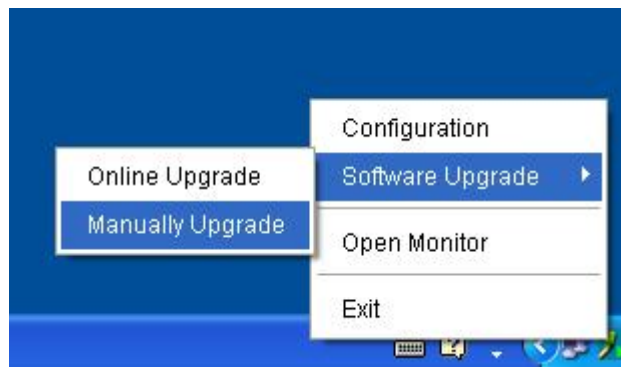 Configuration
Online Upgrade
Software Upgrade
Manually Upgrade
Open Monitor
Exit